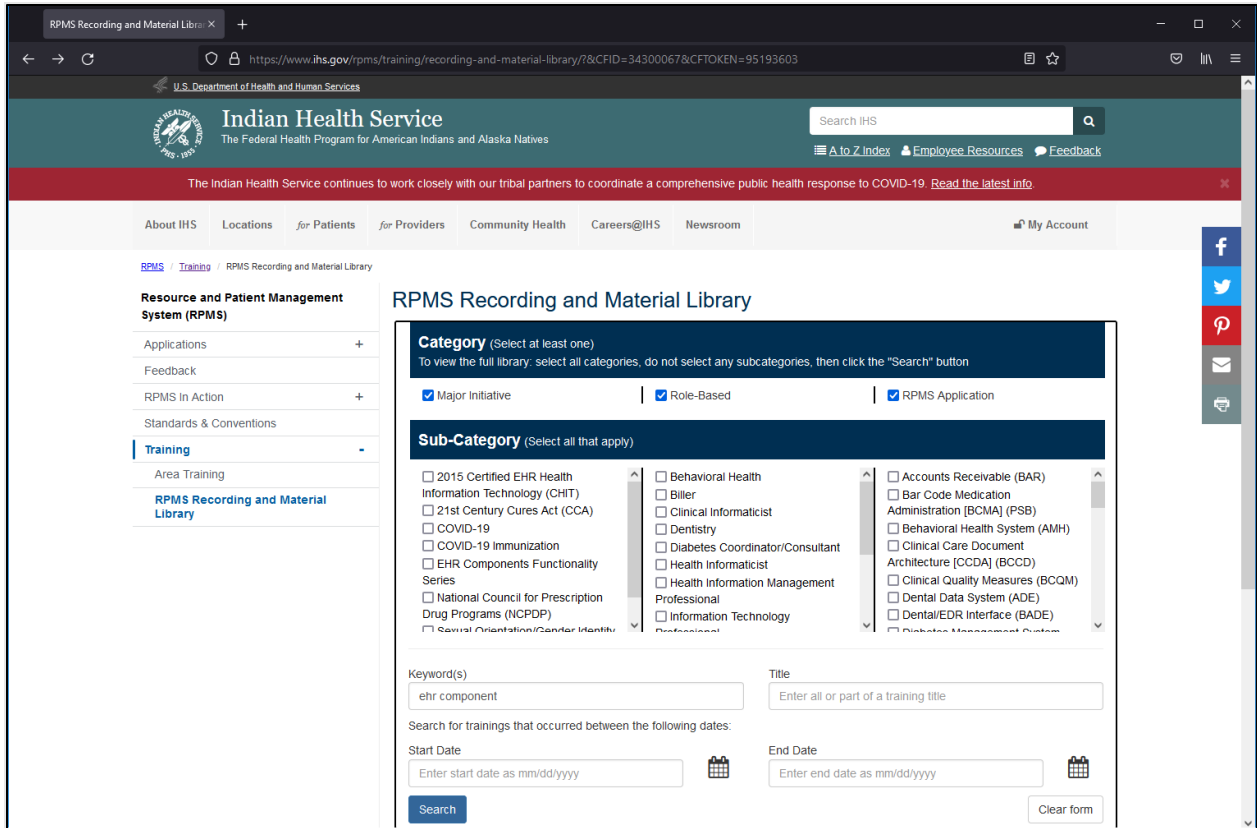 RPMS Recording and Material Librar
https://www.ihs.gov/rpms/training/recording-and-material-library/?&CFID=34300067&CFTOKEN=95193603
U.S. Department of Health and Human Services
Indian Health Service
The Federal Health Program for American Indians and Alaska Natives
Search IHS
A to Z Index Employee Resources Feedback
The Indian Health Service continues to work closely with our tribal partners to coordinate a comprehensive public health response to COVID-19. Read the latest info.
About IHS Locations for Patients for Providers Community Health Careers@IHS Newsroom My Account
RPMS / Training / RPMS Recording and Material Library
Resource and Patient Management
System (RPMS)
Applications +
Feedback
RPMS In Action +
Standards & Conventions
Training -
Area Training
RPMS Recording and Material
Library
RPMS Recording and Material Library
Category (Select at least one)
To view the full library: select all categories, do not select any subcategories, then click the "Search" button
Major Initiative Role-Based RPMS Application
Sub-Category (Select all that apply)
2015 Certified EHR Health
Information Technology (CHIT)
21st Century Cures Act (CCA)
COVID-19
COVID-19 Immunization
EHR Components Functionality
Series
National Council for Prescription
Drug Programs (NCPDP)
Sexual Orientation/Gender Identity
Behavioral Health
Biller
Clinical Informaticist
Dentistry
Diabetes Coordinator/Consultant
Health Informaticist
Health Information Management
Professional
Information Technology
Professional
Accounts Receivable (BAR)
Bar Code Medication
Administration [BCMA] (PSB)
Behavioral Health System (AMH)
Clinical Care Document
Architecture [CCDA] (BCCD)
Clinical Quality Measures (BCQM)
Dental Data System (ADE)
Dental/EDR Interface (BADE)
Diabetes Management System
Keyword(s)
ehr component
Title
Enter all or part of a training title
Search for trainings that occurred between the following dates:
Start Date
Enter start date as mm/dd/yyyy
End Date
Enter end date as mm/dd/yyyy
Search
Clear form